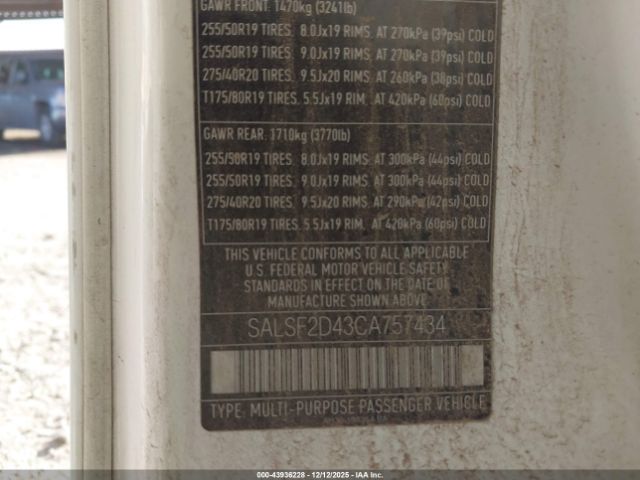 GAWR FRONT: 1470kg (3241lb)
255/50R19 TIRES. 8.0Jx19 RIMS. AT 270kPa (39psi) COLD
255/50R19 TIRES. 9.0Jx19 RIMS. AT 270kPa (39psi) COLD
275/40R20 TIRES. 9.5Jx20 RIMS. AT 260kPa (38psi) COLD
T175/80R19 TIRES. 5.5Jx19 RIM. AT 420kPa (60psi) COLD
GAWR REAR: 1710kg (3770lb)
255/50R19 TIRES. 8.0Jx19 RIMS. AT 300kPa (44psi) COLD
255/50R19 TIRES. 9.0Jx19 RIMS. AT 300kPa (44psi) COLD
275/40R20 TIRES. 9.5Jx20 RIMS. AT 290kPa (42psi) COLD
T175/80R19 TIRES. 5.5Jx19 RIM. AT 420kPa (60psi) COLD
THIS VEHICLE CONFORMS TO ALL APPLICABLE
U.S. FEDERAL MOTOR VEHICLE SAFETY
STANDARDS IN EFFECT ON THE DATE OF
MANUFACTURE SHOWN ABOVE.
SALSF2D43CA757434
TYPE: MULTI-PURPOSE PASSENGER VEHICLE
000-43936228 - 12/12/2025 - IAA Inc.